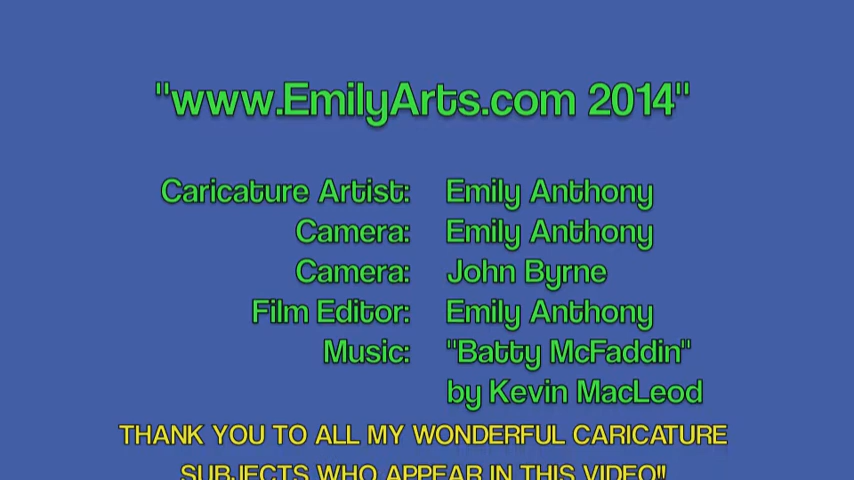 "www.EmilyArts.com 2014"
Caricature Artist: Emily Anthony
Camera: Emily Anthony
Camera: John Byrne
Film Editor: Emily Anthony
Music: "Batty McFaddin"
by Kevin MacLeod
THANK YOU TO ALL MY WONDERFUL CARICATURE
SUBJECTS WHO APPEAR IN THIS VIDEO!!